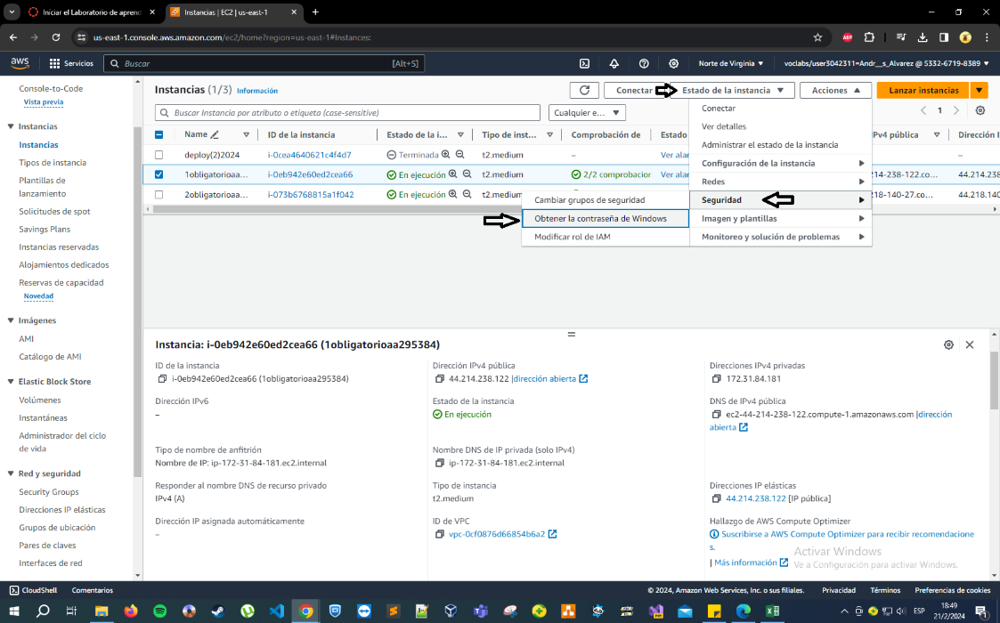 Iniciar el Laboratorio de aprend
Instancias | EC2 | us-east-1
us-east-1.console.aws.amazon.com/ec2/home?region=us-east-1#Instances:
ABP
aws
Servicios
Buscar
[Alt+S]
Norte de Virginia
voclabs/user3042311=Andr__s_Alvarez @ 5332-6719-8389
Console-to-Code
Vista previa
Instancias
Instancias
Tipos de instancia
Plantillas de
lanzamiento
Solicitudes de spot
Savings Plans
Instancias reservadas
Alojamientos dedicados
Reservas de capacidad
Novedad
Imágenes
AMI
Catálogo de AMI
Elastic Block Store
Volúmenes
Instantáneas
Administrador del ciclo
de vida
Red y seguridad
Security Groups
Direcciones IP elásticas
Grupos de ubicación
Pares de claves
Interfaces de red
Instancias (1/3) Información
Conectar
Estado de la instancia
Acciones
Lanzar instancias
Buscar Instancia por atributo o etiqueta (case-sensitive)
Cualquier e...
1
Name
ID de la instancia
Estado de la i...
Tipo de inst...
Comprobación de
Estado
Pv4 pública
Dirección I
deploy(2)2024 i-0cea4640621c4f4d7 Terminada t2.medium – Ver alar –
1obligatorioaa... i-0eb942e60ed2cea66 En ejecución t2.medium 2/2 comprobacior Ver alar 14-238-122.co... 44.214.238
2obligatorioaa... i-073b6768815a1f042 En ejecución t2.medium 218-140-27.co... 44.218.140
Conectar
Ver detalles
Administrar el estado de la instancia
Configuración de la instancia
Redes
Seguridad
Imagen y plantillas
Monitoreo y solución de problemas
Cambiar grupos de seguridad
Obtener la contraseña de Windows
Modificar rol de IAM
Instancia: i-0eb942e60ed2cea66 (1obligatorioaa295384)
ID de la instancia
i-0eb942e60ed2cea66 (1obligatorioaa295384)
Dirección IPv4 pública
44.214.238.122 |dirección abierta
Direcciones IPv4 privadas
172.31.84.181
Dirección IPv6
–
Estado de la instancia
En ejecución
DNS de IPv4 pública
ec2-44-214-238-122.compute-1.amazonaws.com |dirección
abierta
Tipo de nombre de anfitrión
Nombre de IP: ip-172-31-84-181.ec2.internal
Nombre DNS de IP privada (solo IPv4)
ip-172-31-84-181.ec2.internal
Responder al nombre DNS de recurso privado
IPv4 (A)
Tipo de instancia
t2.medium
Direcciones IP elásticas
44.214.238.122 [IP pública]
Dirección IP asignada automáticamente
–
ID de VPC
vpc-0cf0876d66854b6a2
Hallazgo de AWS Compute Optimizer
Suscribirse a AWS Compute Optimizer para recibir recomendacione
s.
| Más información
Activar Windows
Ve a Configuración para activar Windows.
CloudShell
Comentarios
© 2024, Amazon Web Services, Inc. o sus filiales.
Privacidad
Términos
Preferencias de cookies
ESP
18:49
21/2/2024